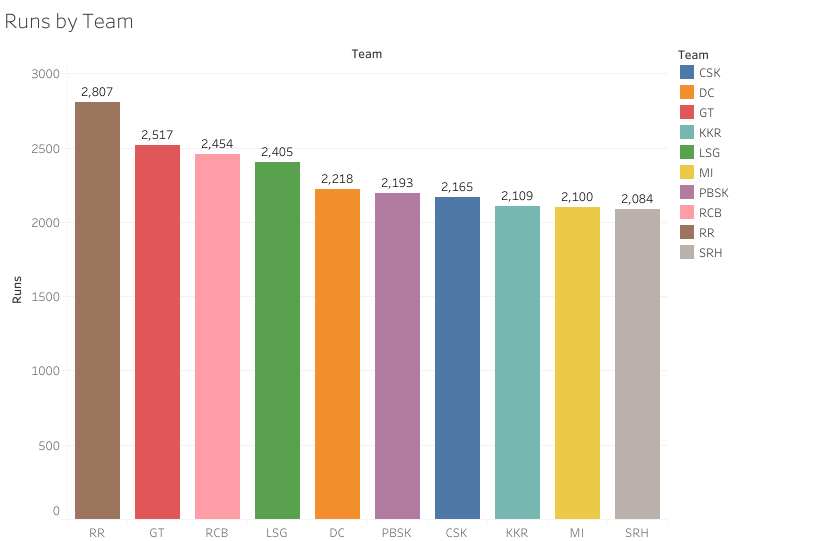 Runs by Team
Team
Team
3000
2500
2000
1500
1000
500
0
Runs
2,807
2,517
2,454
2,405
2,218
2,193
2,165
2,109
2,100
2,084
RR
GT
RCB
LSG
DC
PBSK
CSK
KKR
MI
SRH
CSK
DC
GT
KKR
LSG
MI
PBSK
RCB
RR
SRH